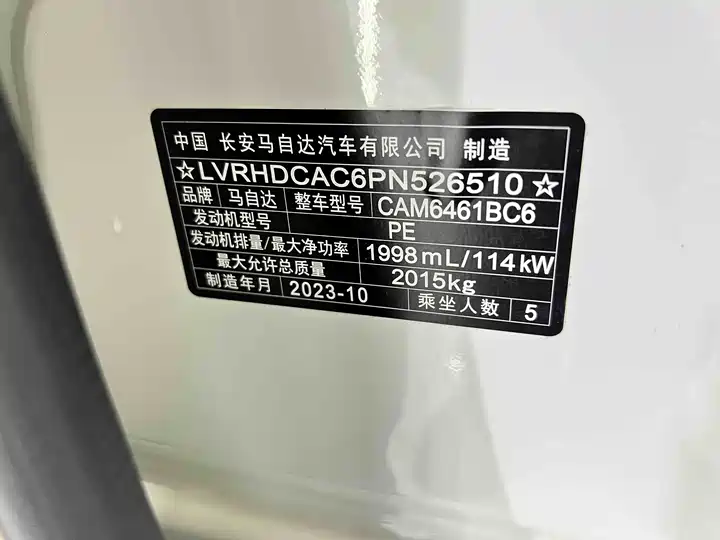 中国 长安马自达汽车有限公司 制造
☆LVRHDCAC6PN526510☆
品牌 马自达 整车型号 CAM6461BC6
发动机型号 PE
发动机排量/最大净功率 1998mL/114kW
最大允许总质量 2015kg
制造年月 2023-10 乘坐人数 5